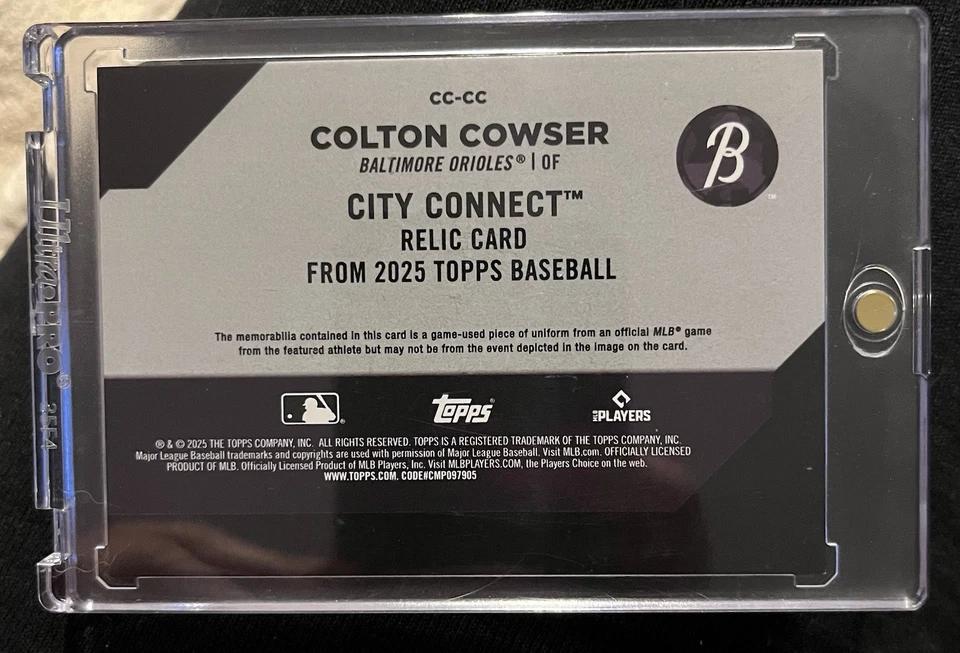 CC-CC
COLTON COWSER
BALTIMORE ORIOLES® | OF
B
TM
CITY CONNECT™
RELIC CARD
FROM 2025 TOPPS BASEBALL
The memorabilia contained in this card is a game-used piece of uniform from an official MLB® game
from the featured athlete but may not be from the event depicted in the image on the card.
topps®
MLB PLAYERS
® & © 2025 THE TOPPS COMPANY, INC. ALL RIGHTS RESERVED. TOPPS IS A REGISTERED TRADEMARK OF THE TOPPS COMPANY, INC.
Major League Baseball trademarks and copyrights are used with permission of Major League Baseball. Visit MLB.com. OFFICIALLY LICENSED
PRODUCT OF MLB. Officially Licensed Product of MLB Players, Inc. Visit MLBPLAYERS.COM, the Players Choice on the web.
WWW.TOPPS.COM. CODE#CMP097905
Ultra PRO®